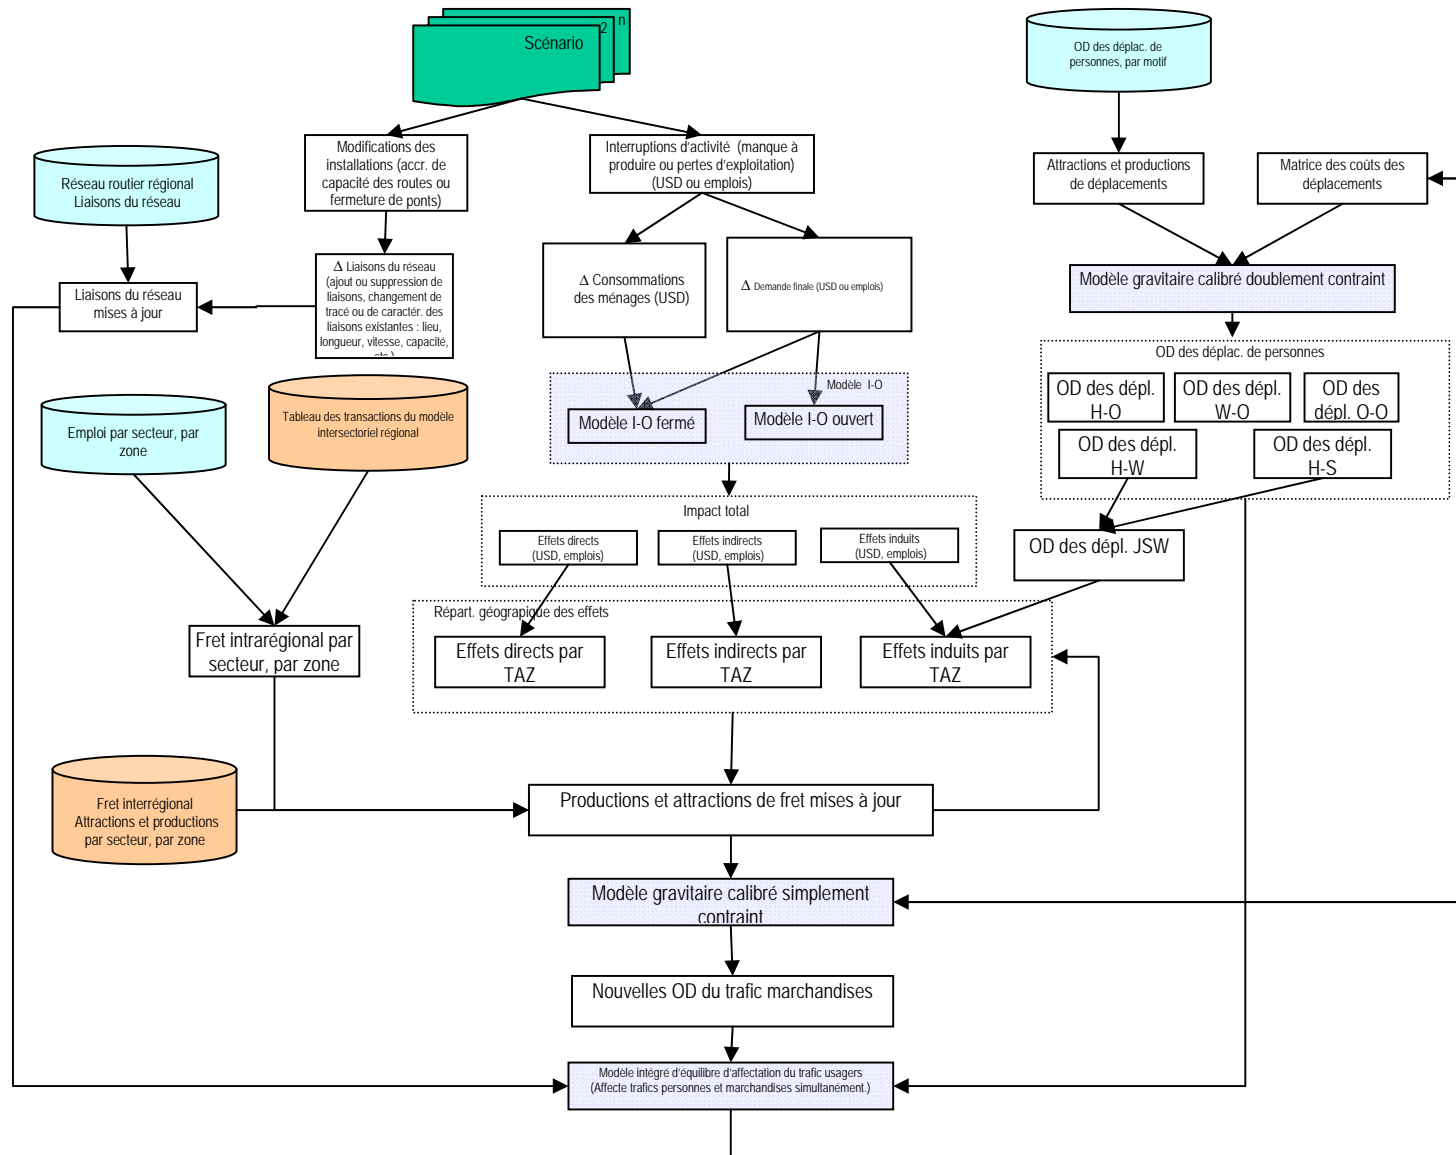 n
2
Scénario
OD des déplac. de
personnes, par motif
Modifications des
installations (accr. de
capacité des routes ou
fermeture de ponts)
Interruptions d'activité (manque à
produire ou pertes d'exploitation)
(USD ou emplois)
Attractions et productions
de déplacements
Matrice des coûts des
déplacements
Réseau routier régional
Liaisons du réseau
Δ Liaisons du réseau
(ajout ou suppression de
liaisons, changement de
tracé ou de caractér. des
liaisons existantes : lieu,
longueur, vitesse, capacité,
etc.)
Δ Consommations
des ménages (USD)
Δ Demande finale (USD ou emplois)
Modèle gravitaire calibré doublement contraint
Liaisons du réseau
mises à jour
OD des déplac. de personnes
OD des dépl.
H-O
OD des dépl.
W-O
OD des
dépl. O-O
OD des dépl.
H-W
OD des dépl.
H-S
Modèle I-O
Modèle I-O fermé
Modèle I-O ouvert
Emploi par secteur, par
zone
Tableau des transactions du modèle
intersectoriel régional
Impact total
Effets directs
(USD, emplois)
Effets indirects
(USD, emplois)
Effets induits
(USD, emplois)
OD des dépl. JSW
Répart. géograpique des effets
Effets directs par
TAZ
Effets indirects par
TAZ
Effets induits par
TAZ
Fret intrarégional par
secteur, par zone
Fret interrégional
Attractions et productions
par secteur, par zone
Productions et attractions de fret mises à jour
Modèle gravitaire calibré simplement
contraint
Nouvelles OD du trafic marchandises
Modèle intégré d'équilibre d'affectation du trafic usagers
(Affecte trafics personnes et marchandises simultaném.)